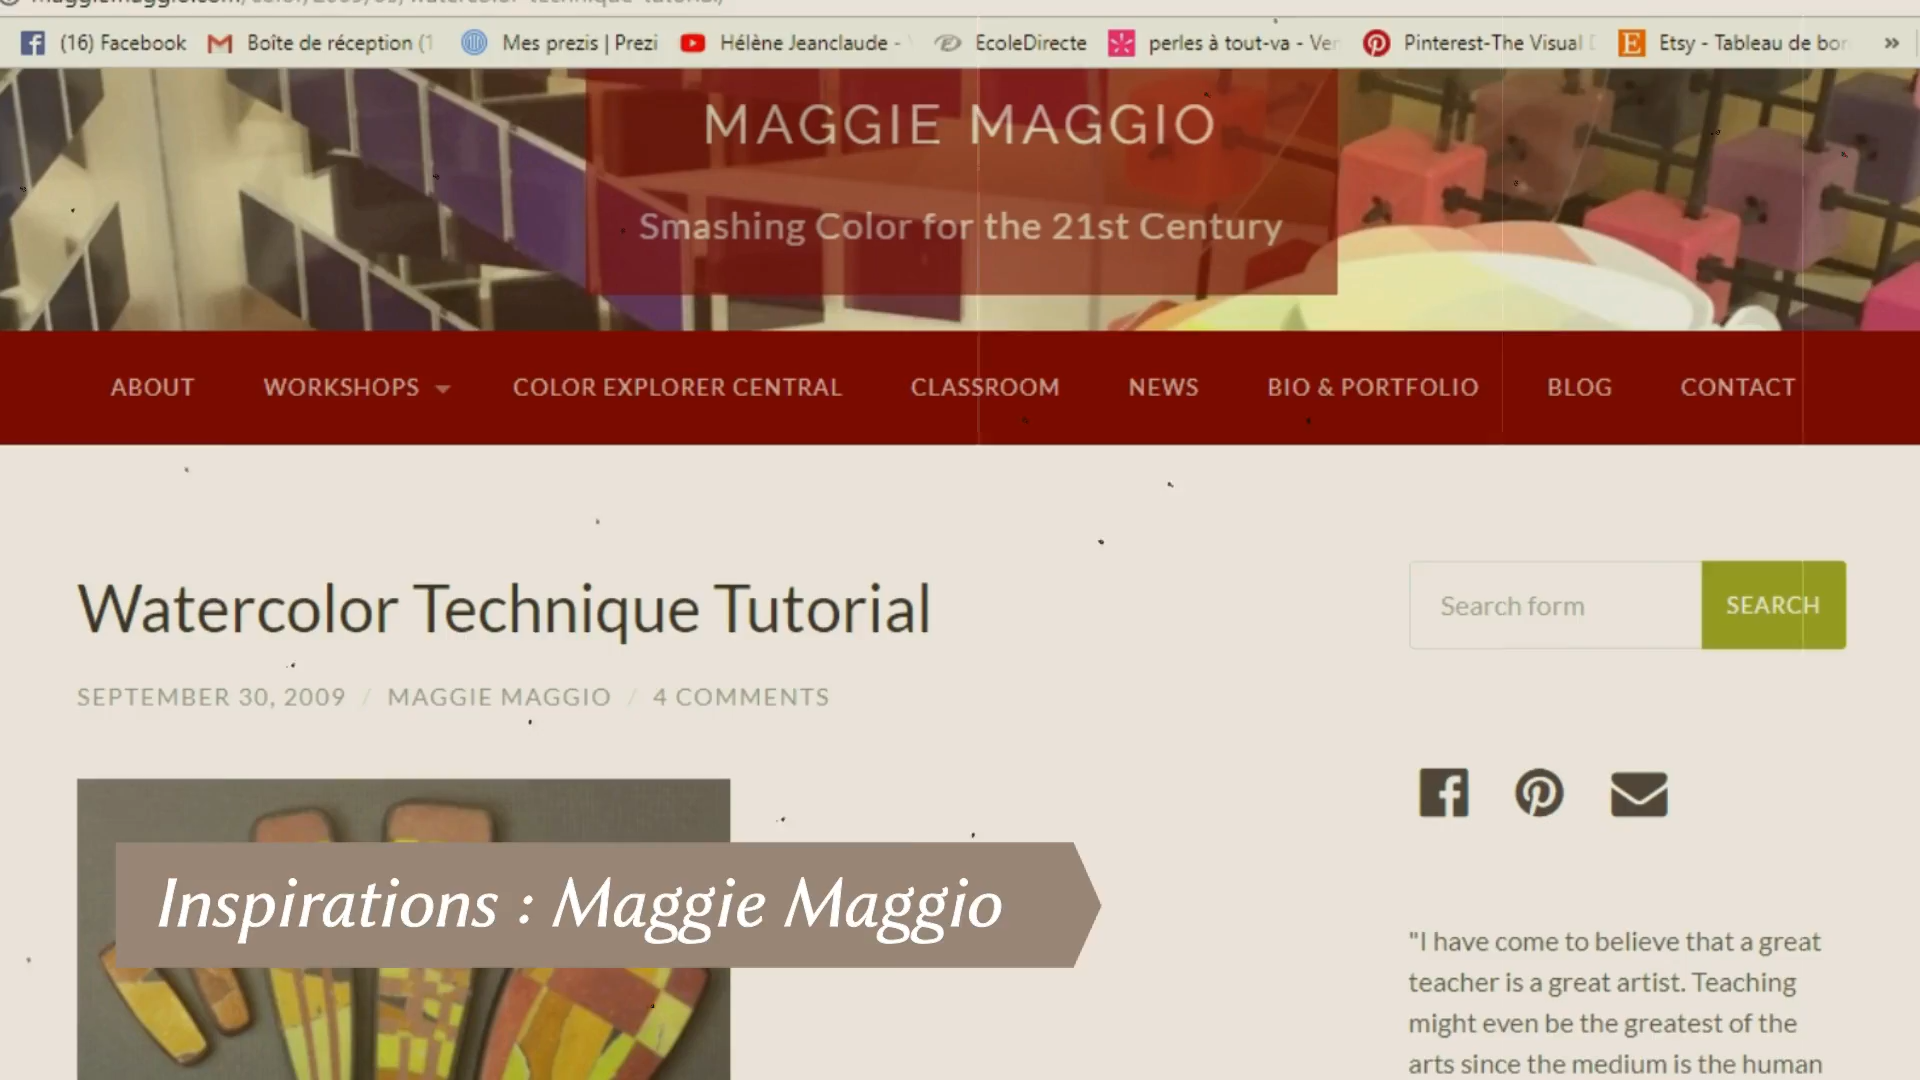 (16) Facebook Boîte de réception (1 Mes prezis | Prezi Hélène Jeanclaude - EcoleDirecte perles à tout-va - Ver Pinterest-The Visual Etsy - Tableau de bor »
MAGGIE MAGGIO
Smashing Color for the 21st Century
ABOUT WORKSHOPS COLOR EXPLORER CENTRAL CLASSROOM NEWS BIO & PORTFOLIO BLOG CONTACT
Watercolor Technique Tutorial
Search form SEARCH
SEPTEMBER 30, 2009 / MAGGIE MAGGIO / 4 COMMENTS
Inspirations : Maggie Maggio
"I have come to believe that a great
teacher is a great artist. Teaching
might even be the greatest of the
arts since the medium is the human